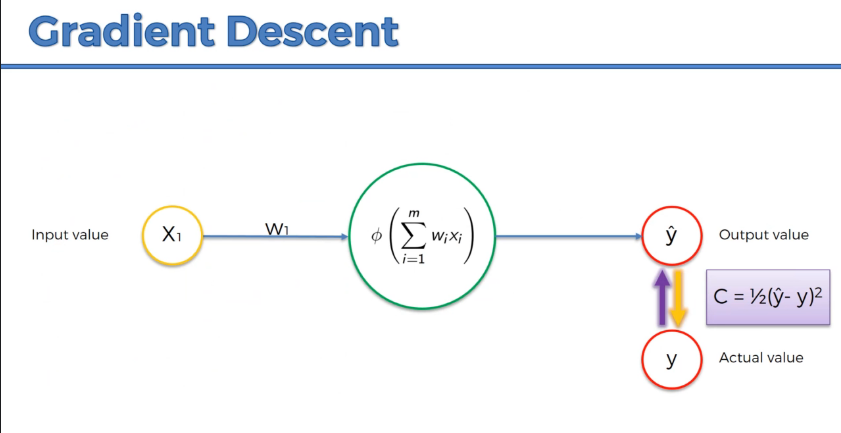 Gradient Descent
Input value
X₁
W₁
ϕ(∑ᵢ₌₁ᵐ wᵢxᵢ)
ŷ
Output value
C = ½(ŷ- y)²
y
Actual value